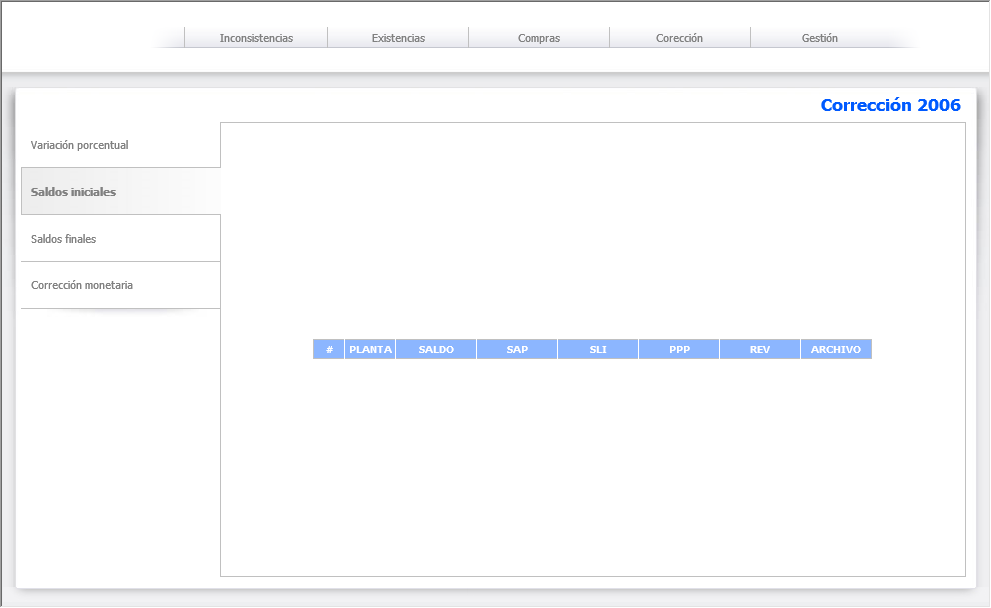 Inconsistencias Existencias Compras Corección Gestión
Corrección 2006
Variación porcentual
Saldos iniciales
Saldos finales
Corrección monetaria
# PLANTA SALDO SAP SLI PPP REV ARCHIVO